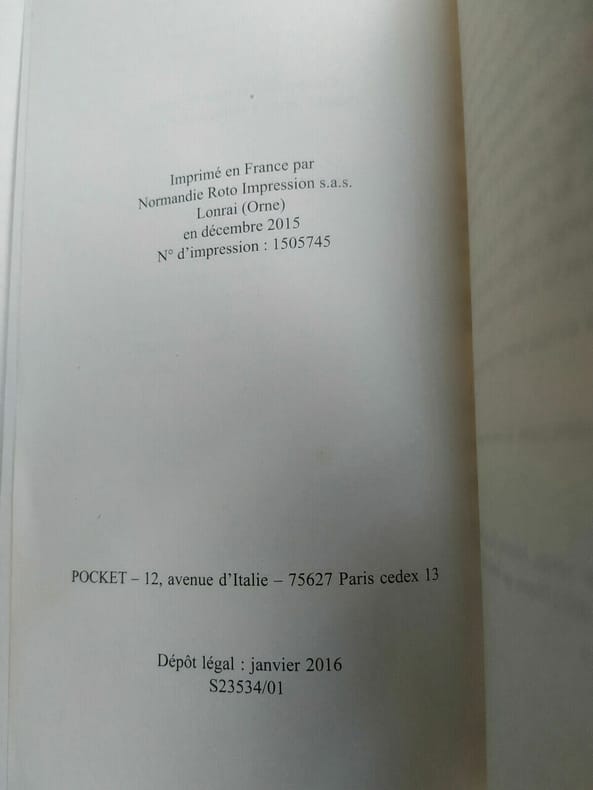 Imprimé en France par
Normandie Roto Impression s.a.s.
Lonrai (Orne)
en décembre 2015
N° d'impression : 1505745
POCKET – 12, avenue d'Italie – 75627 Paris cedex 13
Dépôt légal : janvier 2016
S23534/01